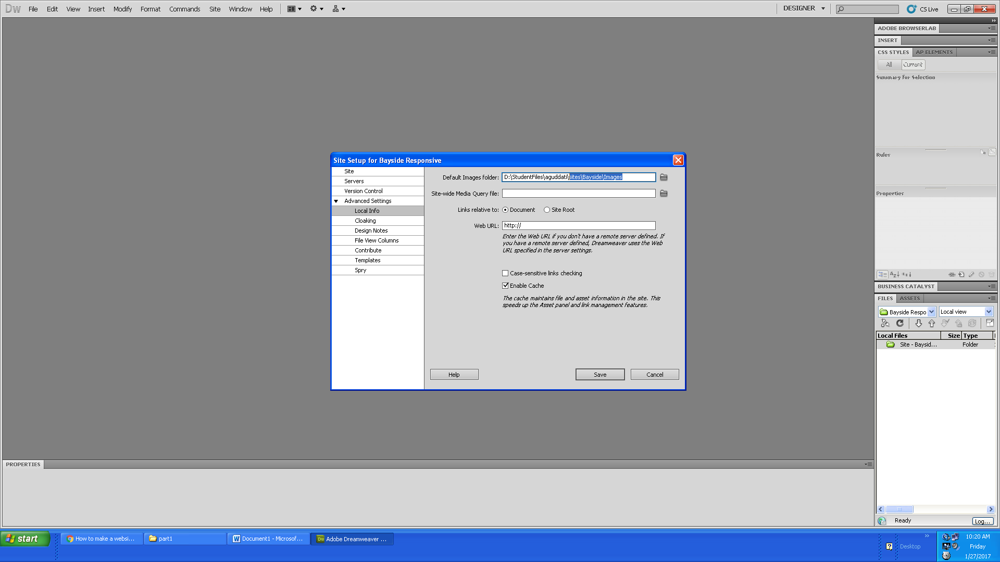 Dw File Edit View Insert Modify Format Commands Site Window Help DESIGNER CS Live
ADOBE BROWSERLAB
INSERT
CSS STYLES AP ELEMENTS
All Current
Summary for Selection
Rules
Properties
Site Setup for Bayside Responsive
Site
Servers
Version Control
Advanced Settings
Local Info
Cloaking
Design Notes
File View Columns
Contribute
Templates
Spry
Default Images folder: D:\StudentFiles\aguddati\sites\Bayside\Images
Site-wide Media Query file:
Links relative to: Document Site Root
Web URL: http://
Enter the Web URL if you don't have a remote server defined. If
you have a remote server defined, Dreamweaver uses the Web
URL specified in the server settings.
Case-sensitive links checking
Enable Cache
The cache maintains file and asset information in the site. This
speeds up the Asset panel and link management features.
Help Save Cancel
BUSINESS CATALYST
FILES ASSETS
Bayside Respo Local view
Local Files Size Type
Site - Baysid... Folder
Ready Log...
PROPERTIES
start How to make a websi... part1 Document1 - Microsof... Dw Adobe Dreamweaver ...
Desktop
10:20 AM
Friday
1/27/2017